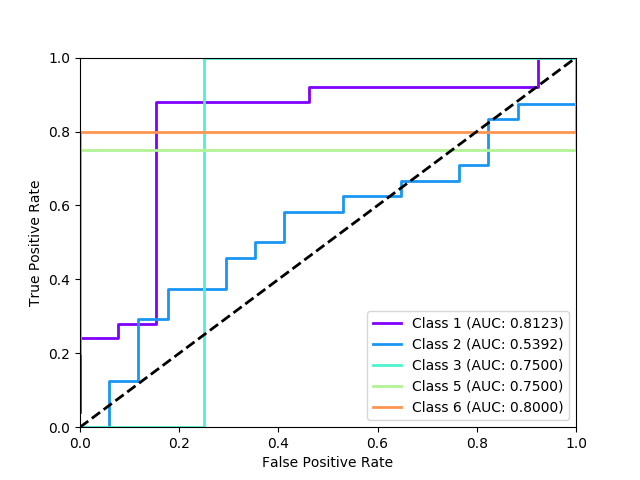 1.0
0.8
0.6
0.4
0.2
0.0
True Positive Rate
Class 1 (AUC: 0.8123)
Class 2 (AUC: 0.5392)
Class 3 (AUC: 0.7500)
Class 5 (AUC: 0.7500)
Class 6 (AUC: 0.8000)
0.0 0.2 0.4 0.6 0.8 1.0
False Positive Rate